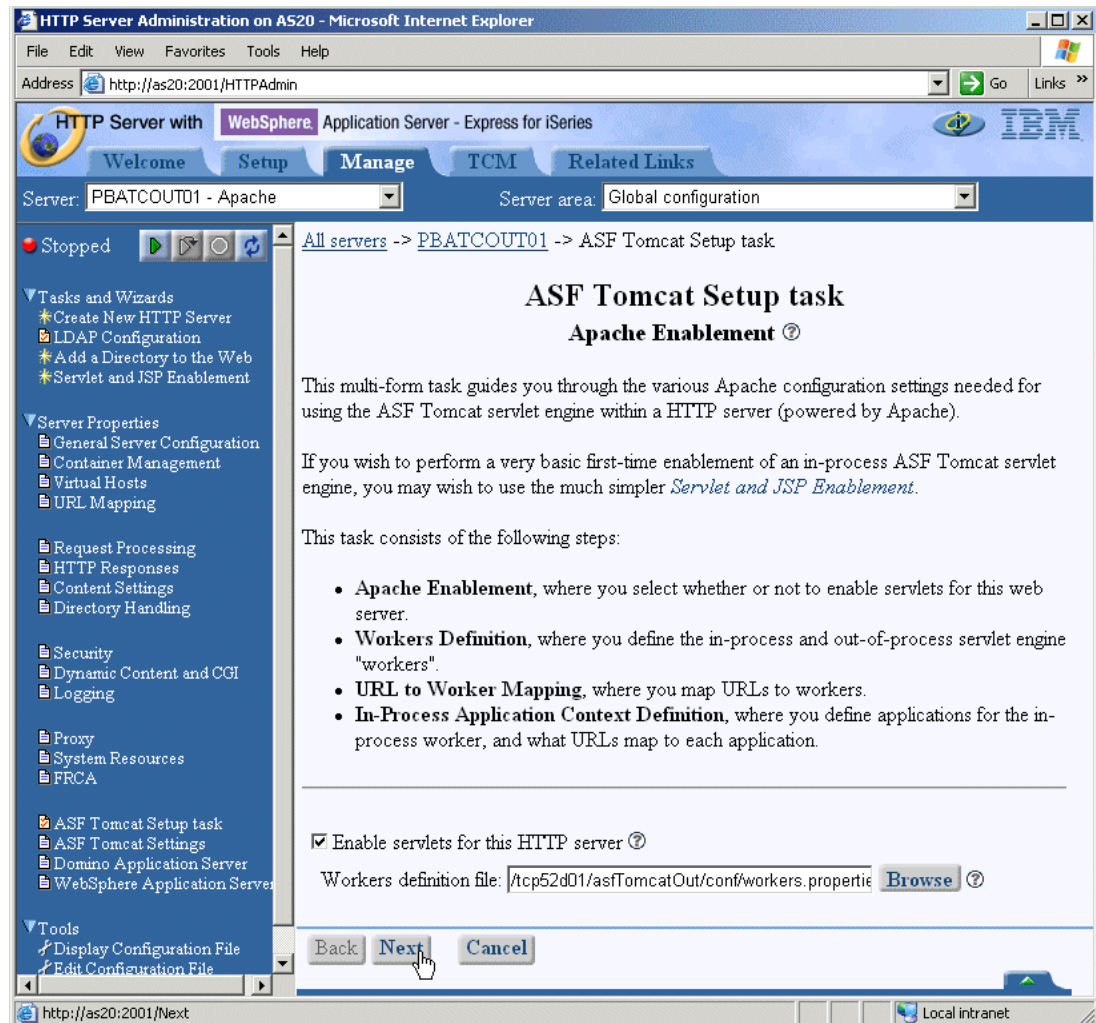 HTTP Server Administration on AS20 - Microsoft Internet Explorer
File Edit View Favorites Tools Help
Address http://as20:2001/HTTPAdmin Go Links »
HTTP Server with WebSphere. Application Server - Express for iSeries
IBM
Welcome Setup Manage TCM Related Links
Server: PBATCOUT01 - Apache Server area: Global configuration
Stopped
Tasks and Wizards
Create New HTTP Server
LDAP Configuration
Add a Directory to the Web
Servlet and JSP Enablement
Server Properties
General Server Configuration
Container Management
Virtual Hosts
URL Mapping
Request Processing
HTTP Responses
Content Settings
Directory Handling
Security
Dynamic Content and CGI
Logging
Proxy
System Resources
FRCA
ASF Tomcat Setup task
ASF Tomcat Settings
Domino Application Server
WebSphere Application Server
Tools
Display Configuration File
Edit Configuration File
All servers -> PBATCOUT01 -> ASF Tomcat Setup task
ASF Tomcat Setup task
Apache Enablement
This multi-form task guides you through the various Apache configuration settings needed for
using the ASF Tomcat servlet engine within a HTTP server (powered by Apache).
If you wish to perform a very basic first-time enablement of an in-process ASF Tomcat servlet
engine, you may wish to use the much simpler Servlet and JSP Enablement.
This task consists of the following steps:
• Apache Enablement, where you select whether or not to enable servlets for this web
server.
• Workers Definition, where you define the in-process and out-of-process servlet engine
"workers".
• URL to Worker Mapping, where you map URLs to workers.
• In-Process Application Context Definition, where you define applications for the in-
process worker, and what URLs map to each application.
Enable servlets for this HTTP server
Workers definition file: /tcp52d01/asfTomcatOut/conf/workers.propertie Browse
Back Next Cancel
http://as20:2001/Next Local intranet